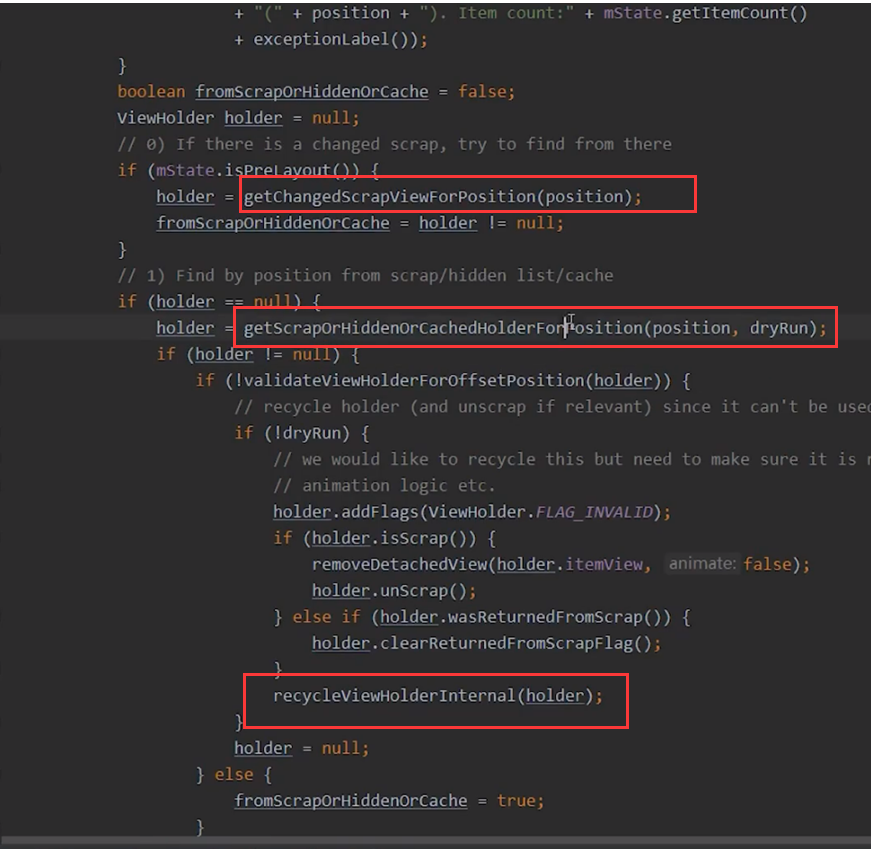 + "(" + position + "). Item count:" + mState.getItemCount()
+ exceptionLabel());
}
boolean fromScrapOrHiddenOrCache = false;
ViewHolder holder = null;
// 0) If there is a changed scrap, try to find from there
if (mState.isPreLayout()) {
holder = getChangedScrapViewForPosition(position);
fromScrapOrHiddenOrCache = holder != null;
}
// 1) Find by position from scrap/hidden list/cache
if (holder == null) {
holder = getScrapOrHiddenOrCachedHolderForPosition(position, dryRun);
if (holder != null) {
if (!validateViewHolderForOffsetPosition(holder)) {
// recycle holder (and unscrap if relevant) since it can't be used
if (!dryRun) {
// we would like to recycle this but need to make sure it is
// animation logic etc.
holder.addFlags(ViewHolder.FLAG_INVALID);
if (holder.isScrap()) {
removeDetachedView(holder.itemView, animate: false);
holder.unScrap();
} else if (holder.wasReturnedFromScrap()) {
holder.clearReturnedFromScrapFlag();
}
recycleViewHolderInternal(holder);
}
holder = null;
} else {
fromScrapOrHiddenOrCache = true;
}